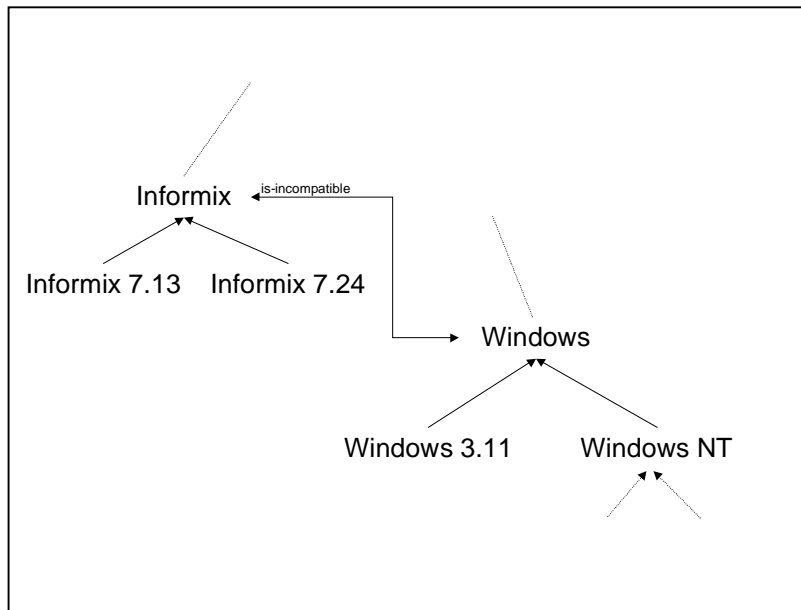 is-incompatible
Informix
Informix 7.13 Informix 7.24
Windows
Windows 3.11 Windows NT